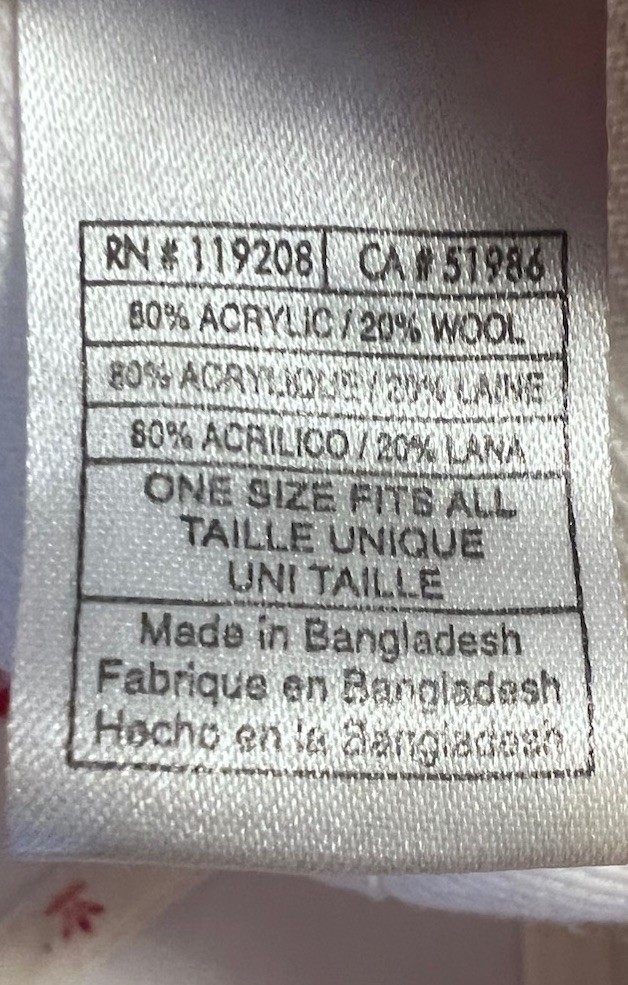 RN # 119208 CA # 51986
80% ACRYLIC / 20% WOOL
80% ACRYLIQUE / 20% LAINE
80% ACRILICO / 20% LANA
ONE SIZE FITS ALL
TAILLE UNIQUE
UNI TAILLE
Made in Bangladesh
Fabrique en Bangladesh
Hecho en la Bangladesh